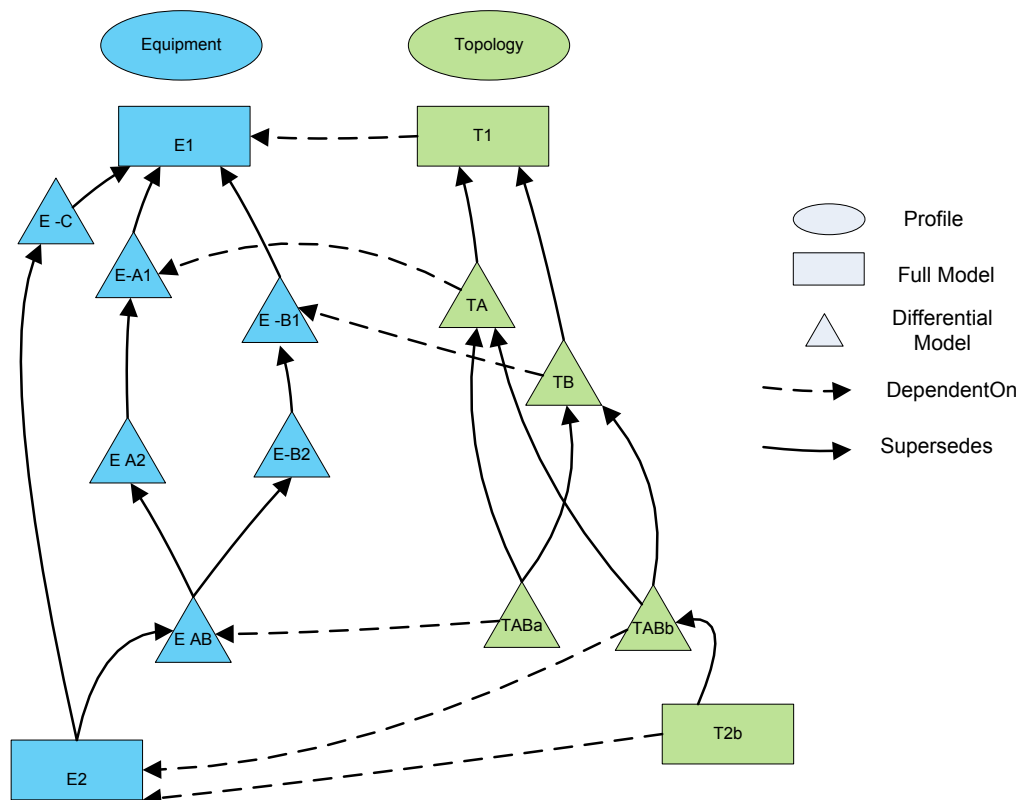 Equipment
Topology
E1
T1
E -C
Profile
E-A1
Full Model
TA
E -B1
Differential
Model
TB
DependentOn
E A2
E-B2
Supersedes
TABa
TABb
E AB
T2b
E2